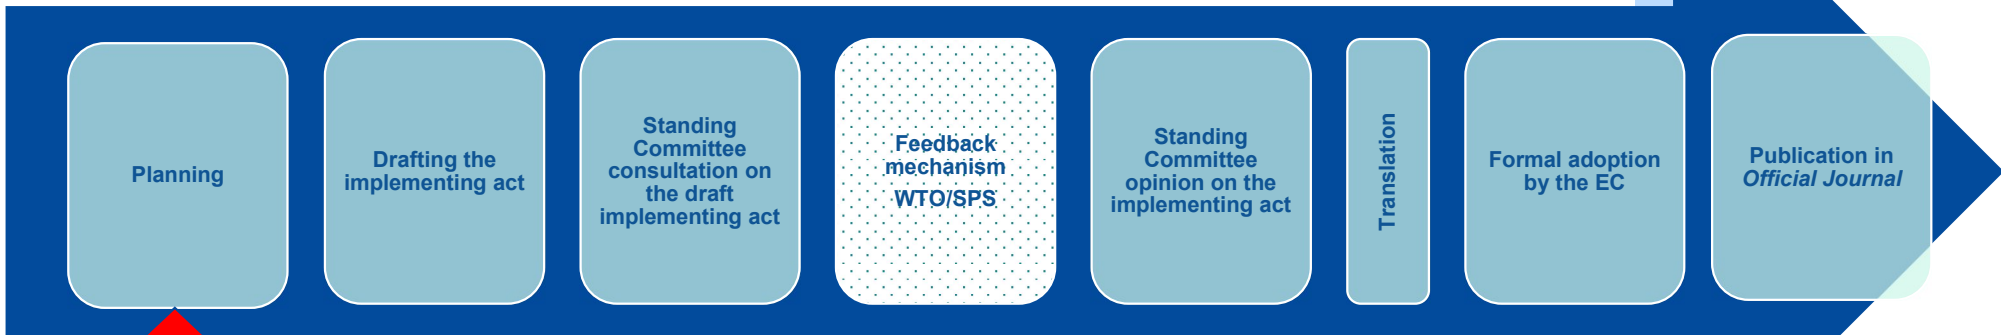 Planning
Drafting the
implementing act
Standing
Committee
consultation on
the draft
implementing act
Feedback
mechanism
WTO/SPS
Standing
Committee
opinion on the
implementing act
Translation
Formal adoption
by the EC
Publication in
Official Journal